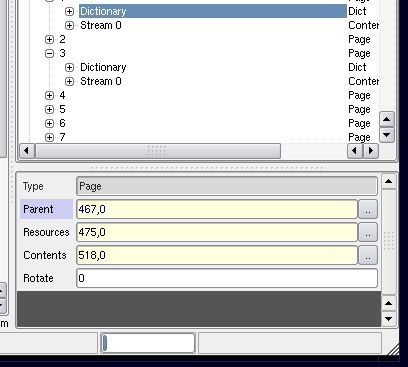 Page
Dictionary Dict
Stream 0 Conter
2 Page
3 Page
Dictionary Dict
Stream 0 Conter
4 Page
5 Page
6 Page
7 Page
Type Page
Parent 467,0 ..
Resources 475,0 ..
Contents 518,0 ..
Rotate 0
m